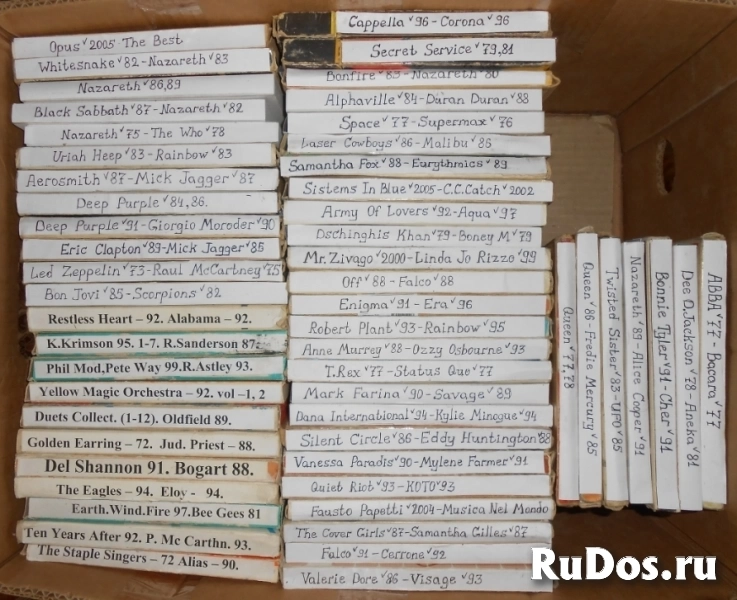 Opus '2005 The Best
Whitesnake '82-Nazareth '83
Nazareth '86,89
Black Sabbath '87-Nazareth '82
Nazareth '75-The Who '78
Uriah Heep '83-Rainbow '83
Aerosmith '87-Mick Jagger '87
Deep Purple '84,86.
Deep Purple '91-Giorgio Moroder '90
Eric Clapton '89-Mick Jagger '85
Led Zeppelin '73-Raul McCartney '75
Bon Jovi '85-Scorpions '82
Restless Heart – 92. Alabama – 92.
K.Krimson 95. 1-7. R.Sanderson 87
Phil Mod,Pete Way 99.R.Astley 93.
Yellow Magic Orchestra – 92. vol –1, 2
Duets Collect. (1-12). Oldfield 89.
Golden Earring – 72. Jud. Priest – 88.
Del Shannon 91. Bogart 88.
The Eagles – 94. Eloy - 94.
Earth.Wind.Fire 97.Bee Gees 81
Ten Years After 92. P. Mc Carthn. 93.
The Staple Singers – 72 Alias – 90.
Cappella '96-Corona '96
Secret Service '79,81
Bonfire '83-Nazareth '80
Alphaville '84-Duran Duran '88
Space '77-Supermax '76
Laser Cowboys '86-Malibu '86
Samantha Fox '88-Eurythmics '89
Sistems In Blue '2005-C.C.Catch '2002
Army Of Lovers '92-Aqua '97
Dschinghis Khan '79-Boney M '79
Mr. Zivago '2000-Linda Jo Rizzo '99
Off '88-Falco '88
Enigma '91-Era '96
Robert Plant '93-Rainbow '95
Anne Murrey '88-Ozzy Osbourne '93
T.Rex '77-Status Que '77
Mark Farina '90-Savage '89
Dana International '94-Kylie Minogue '94
Silent Circle '86-Eddy Huntington '88
Vanessa Paradis '90-Mylene Farmer '91
Quiet Riot '93-KOTO '93
Fausto Papetti '2004-Musica Nel Mondo
The Cover Girls '87-Samantha Gilles '87
Falco '91-Cerrone '92
Valerie Dore '86-Visage '93
Queen '77,78
Queen '86-Fredie Mercury '85
Twisted Sister '83-UFO '85
Nazareth '89-Alice Cooper '91
Bonnie Tyler '91-Cher '91
Dee D.Jackson '78-Aneka '81
ABBA '77-Bacara '77
RuDos.ru